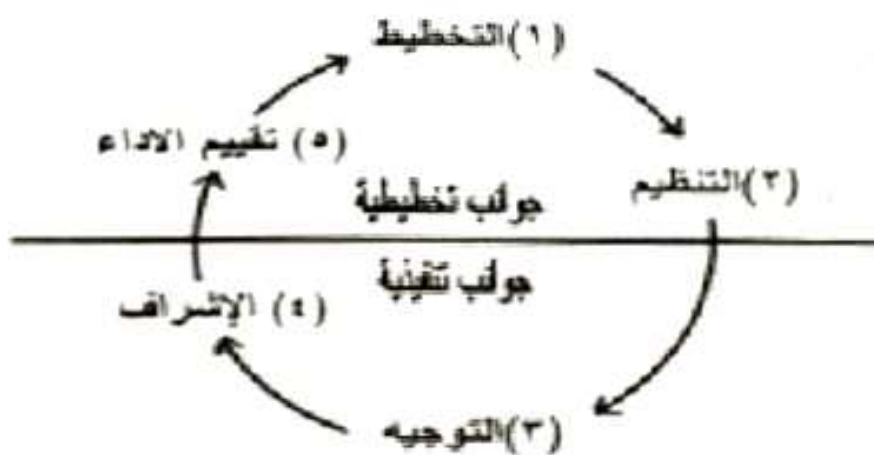 (١) التخطيط
(٢) التنظيم
(٣) التوجيه
(٤) الإشراف
(٥) تقييم الاداء
جوانب تخطيطية
جوانب تنفيذية